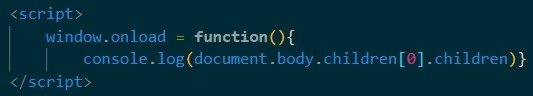 <script>
window.onload = function(){
console.log(document.body.children[0].children)}
</script>